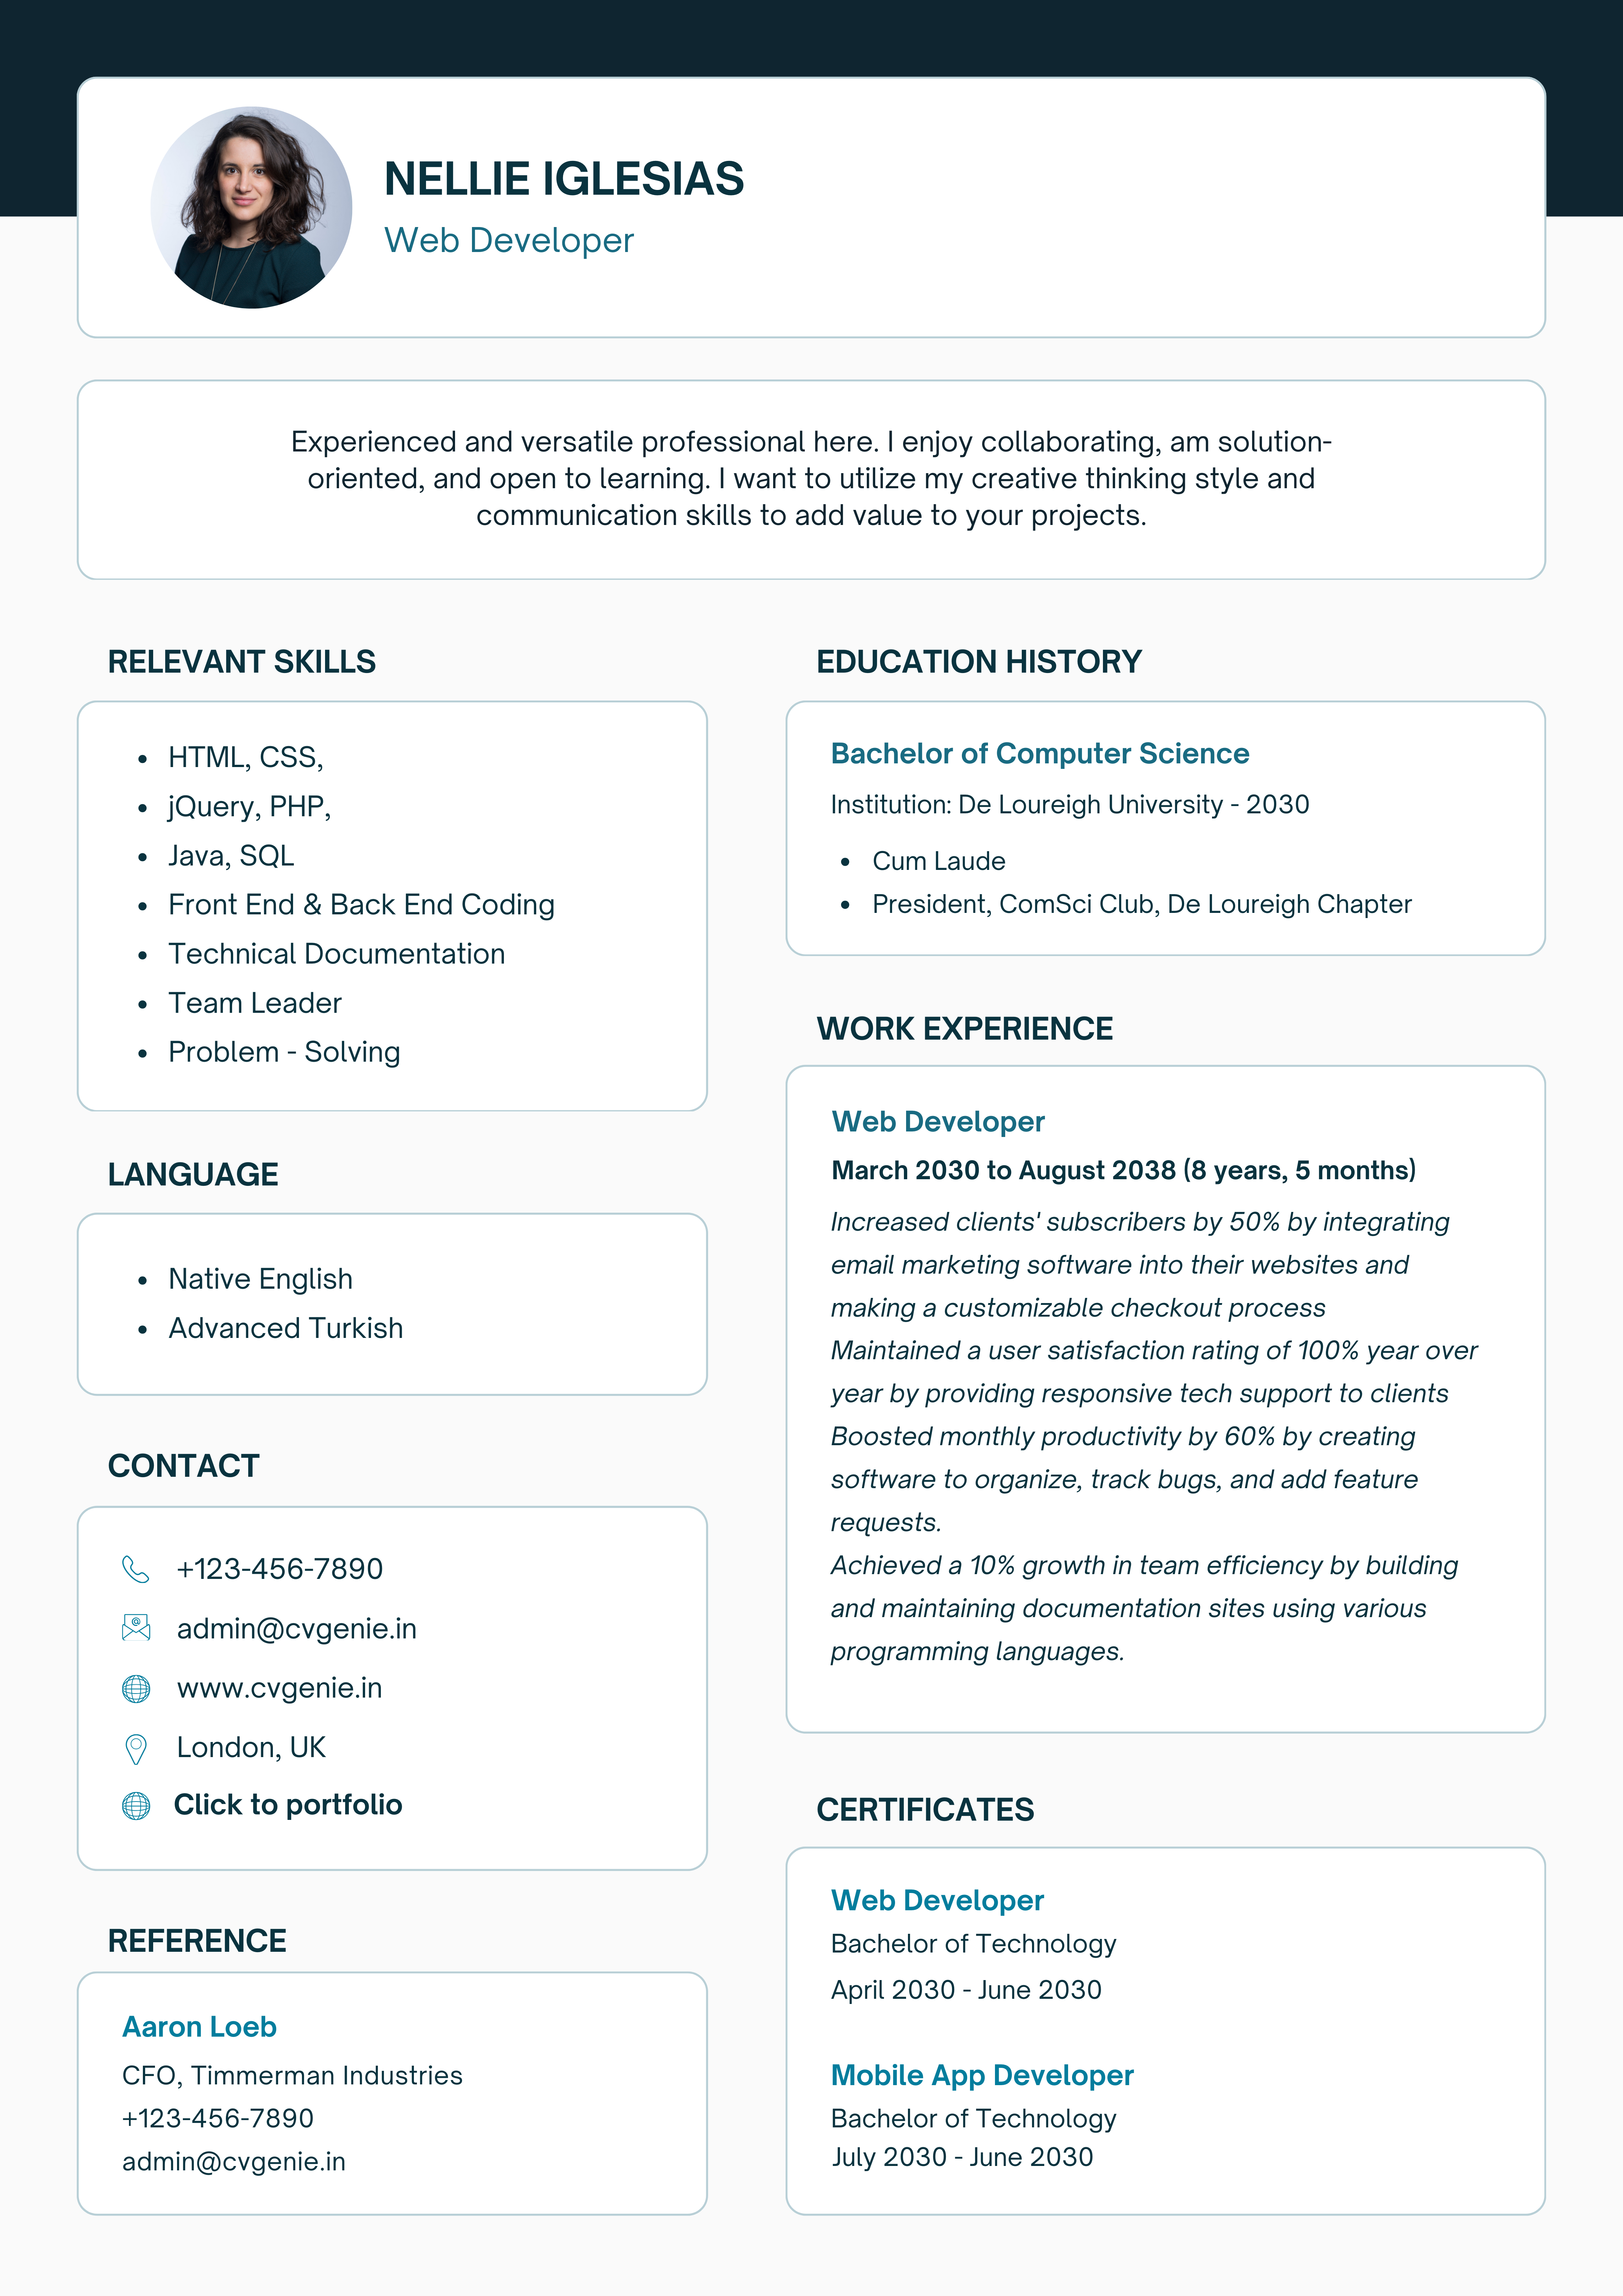 NELLIE IGLESIAS
Web Developer
Experienced and versatile professional here. I enjoy collaborating, am solution-
oriented, and open to learning. I want to utilize my creative thinking style and
communication skills to add value to your projects.
RELEVANT SKILLS
• HTML, CSS,
• jQuery, PHP,
• Java, SQL
• Front End & Back End Coding
• Technical Documentation
• Team Leader
• Problem - Solving
LANGUAGE
• Native English
• Advanced Turkish
CONTACT
+123-456-7890
admin@cvgenie.in
www.cvgenie.in
London, UK
Click to portfolio
REFERENCE
Aaron Loeb
CFO, Timmerman Industries
+123-456-7890
admin@cvgenie.in
EDUCATION HISTORY
Bachelor of Computer Science
Institution: De Loureigh University - 2030
• Cum Laude
• President, ComSci Club, De Loureigh Chapter
WORK EXPERIENCE
Web Developer
March 2030 to August 2038 (8 years, 5 months)
Increased clients' subscribers by 50% by integrating
email marketing software into their websites and
making a customizable checkout process
Maintained a user satisfaction rating of 100% year over
year by providing responsive tech support to clients
Boosted monthly productivity by 60% by creating
software to organize, track bugs, and add feature
requests.
Achieved a 10% growth in team efficiency by building
and maintaining documentation sites using various
programming languages.
CERTIFICATES
Web Developer
Bachelor of Technology
April 2030 - June 2030
Mobile App Developer
Bachelor of Technology
July 2030 - June 2030